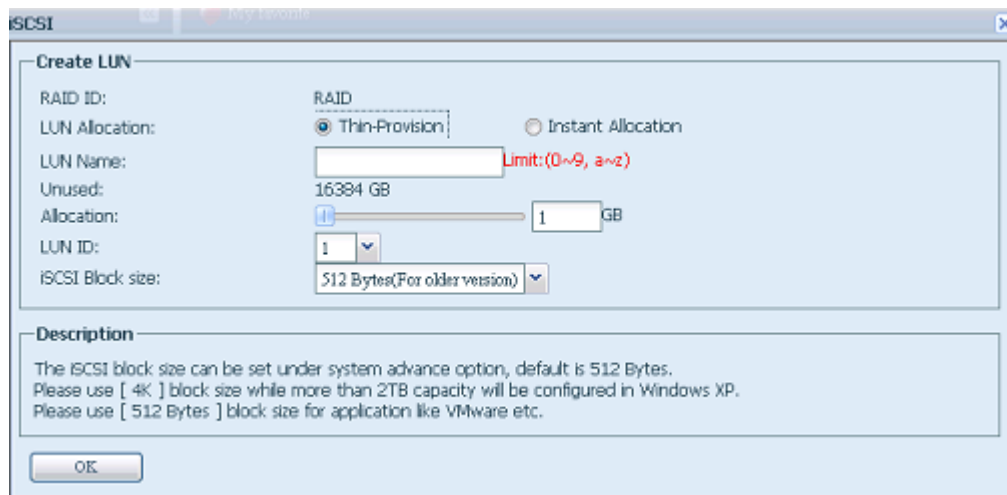 My favorite
iSCSI
Create LUN
RAID ID: RAID
LUN Allocation: Thin-Provision Instant Allocation
LUN Name: Limit:(0~9, a~z)
Unused: 16384 GB
Allocation: 1 GB
LUN ID: 1
iSCSI Block size: 512 Bytes(For older version)
Description
The iSCSI block size can be set under system advance option, default is 512 Bytes.
Please use [ 4K ] block size while more than 2TB capacity will be configured in Windows XP.
Please use [ 512 Bytes ] block size for application like VMware etc.
OK